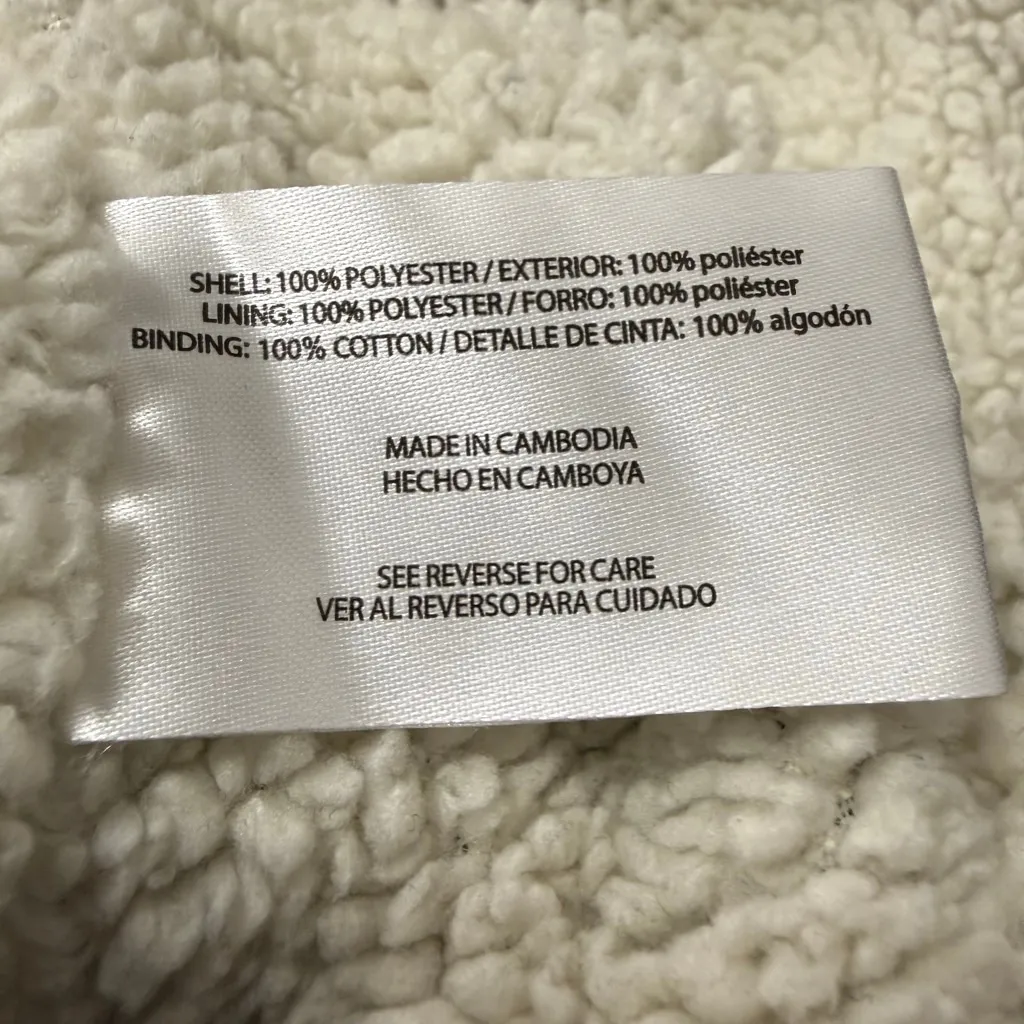 SHELL: 100% POLYESTER / EXTERIOR: 100% poliéster
LINING: 100% POLYESTER / FORRO: 100% poliéster
BINDING: 100% COTTON / DETALLE DE CINTA: 100% algodón
MADE IN CAMBODIA
HECHO EN CAMBOYA
SEE REVERSE FOR CARE
VER AL REVERSO PARA CUIDADO